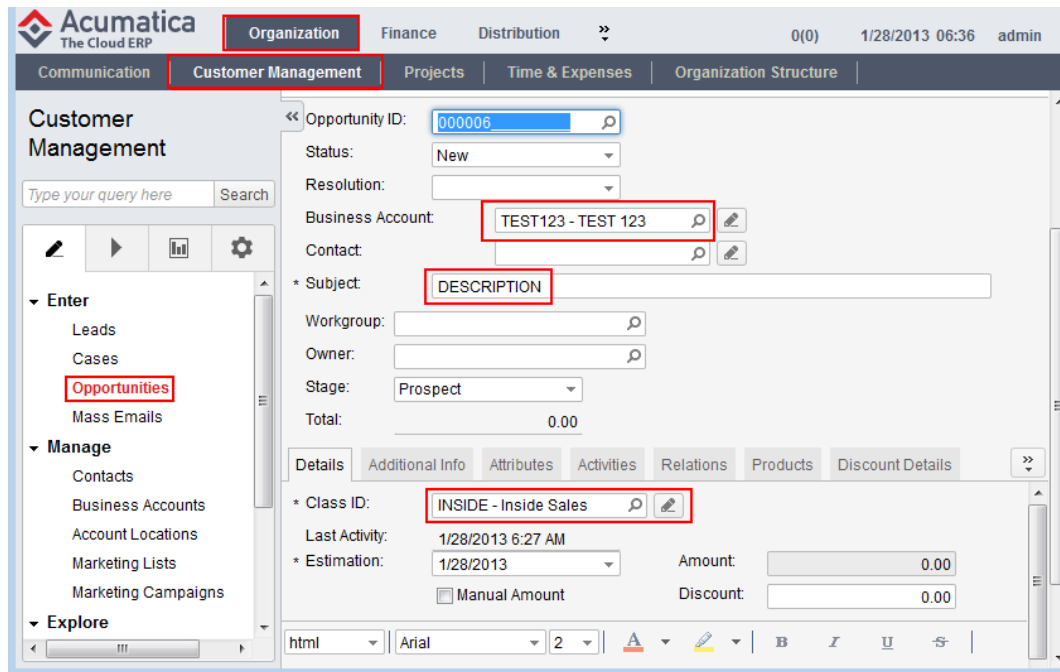 Acumatica
The Cloud ERP
Organization Finance Distribution 0(0) 1/28/2013 06:36 admin
Communication Customer Management Projects Time & Expenses Organization Structure
Customer
Management
Type your query here Search
Enter
Leads
Cases
Opportunities
Mass Emails
Manage
Contacts
Business Accounts
Account Locations
Marketing Lists
Marketing Campaigns
Explore
Opportunity ID: 000006
Status: New
Resolution:
Business Account: TEST123 - TEST 123
Contact:
* Subject: DESCRIPTION
Workgroup:
Owner:
Stage: Prospect
Total: 0.00
Details Additional Info Attributes Activities Relations Products Discount Details
* Class ID: INSIDE - Inside Sales
Last Activity: 1/28/2013 6:27 AM
* Estimation: 1/28/2013 Amount: 0.00
Manual Amount Discount: 0.00
html Arial 2 A B I U S